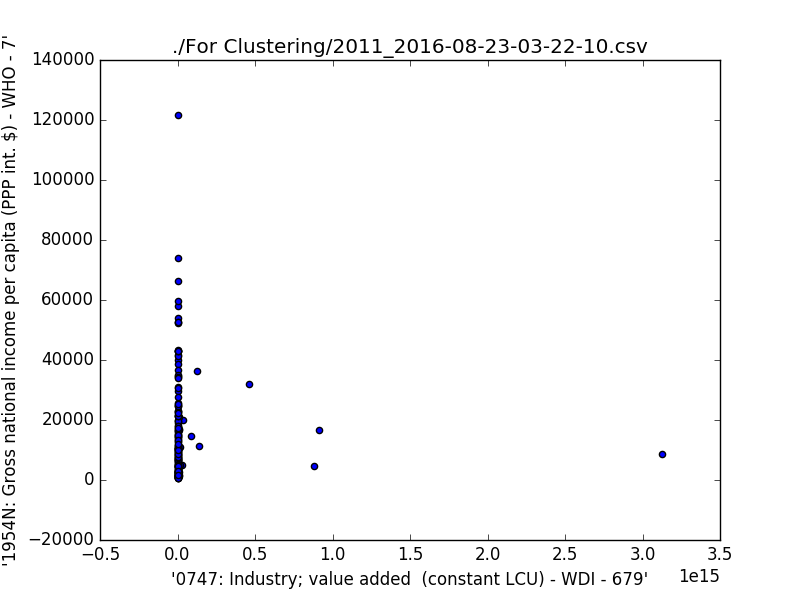 ./For Clustering/2011_2016-08-23-03-22-10.csv
'1954N: Gross national income per capita (PPP int. $) - WHO - 7'
140000
120000
100000
80000
60000
40000
20000
0
−20000
−0.5 0.0 0.5 1.0 1.5 2.0 2.5 3.0 3.5
1e15
'0747: Industry; value added  (constant LCU) - WDI - 679'